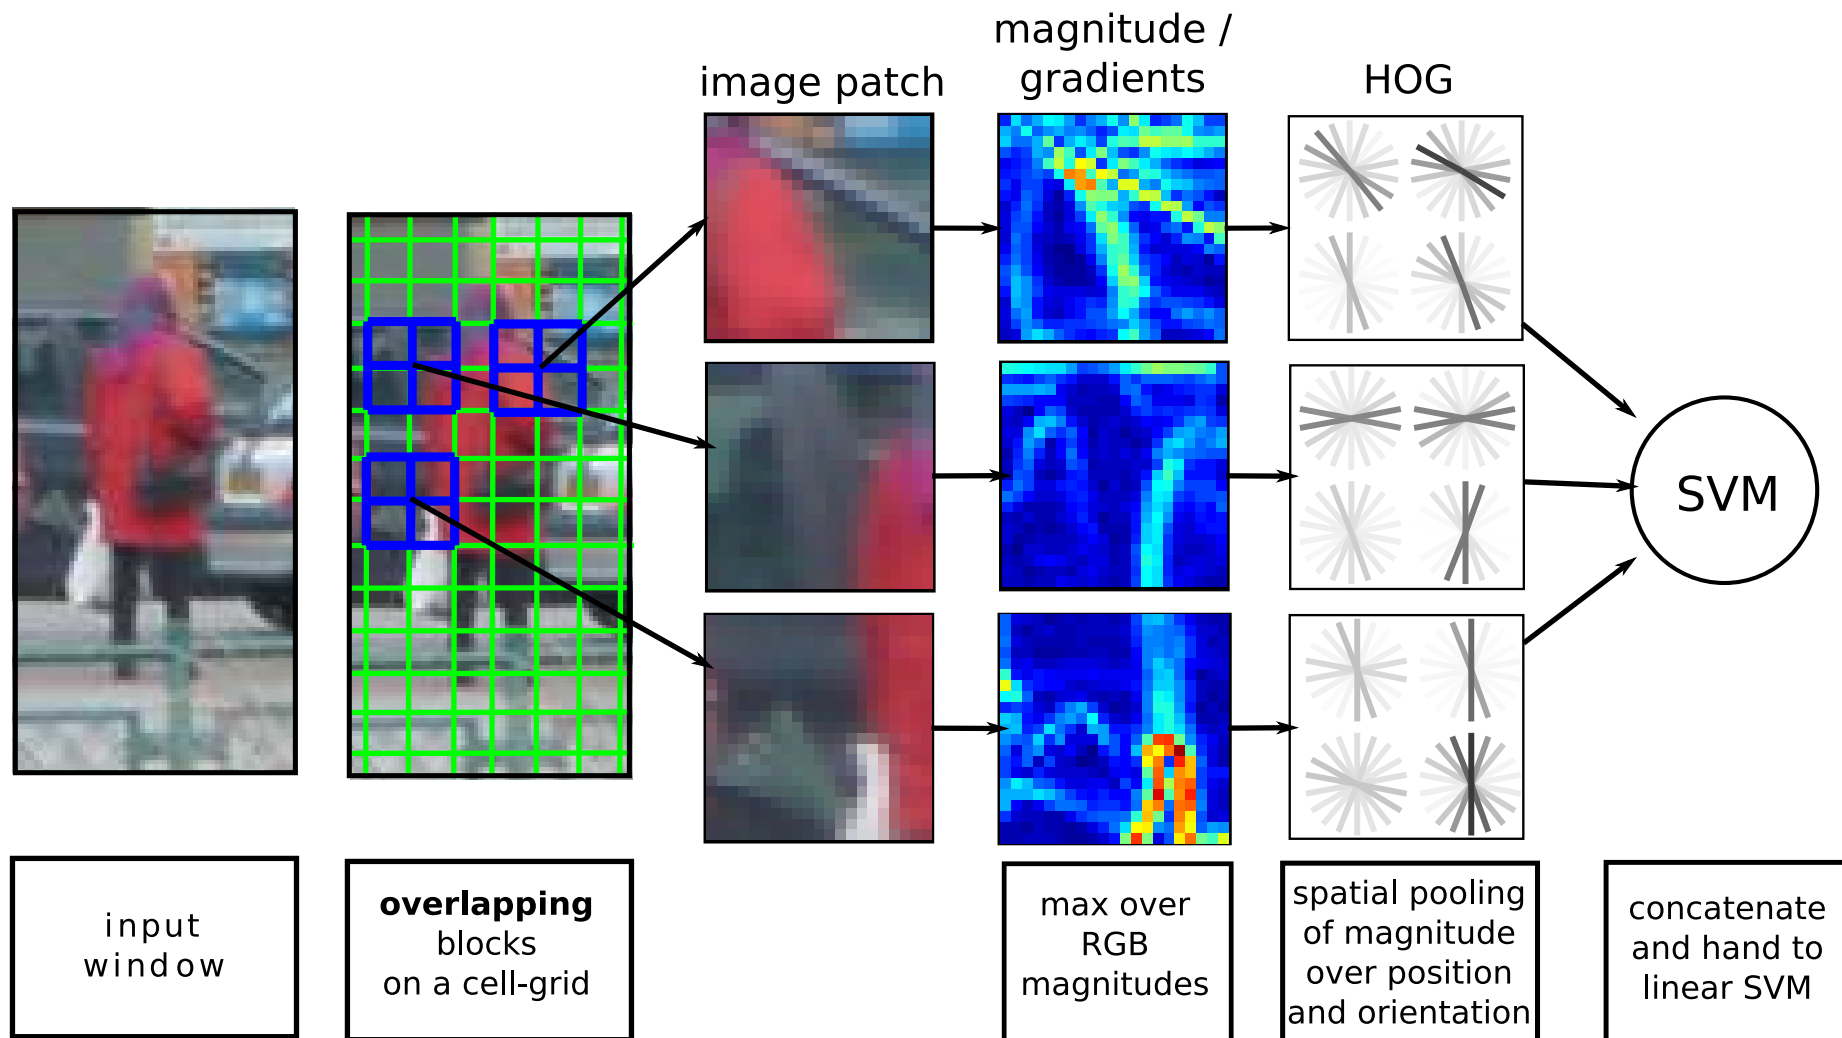 magnitude /
gradients
image patch
HOG
SVM
input
window
overlapping
blocks
on a cell-grid
max over
RGB
magnitudes
spatial pooling
of magnitude
over position
and orientation
concatenate
and hand to
linear SVM